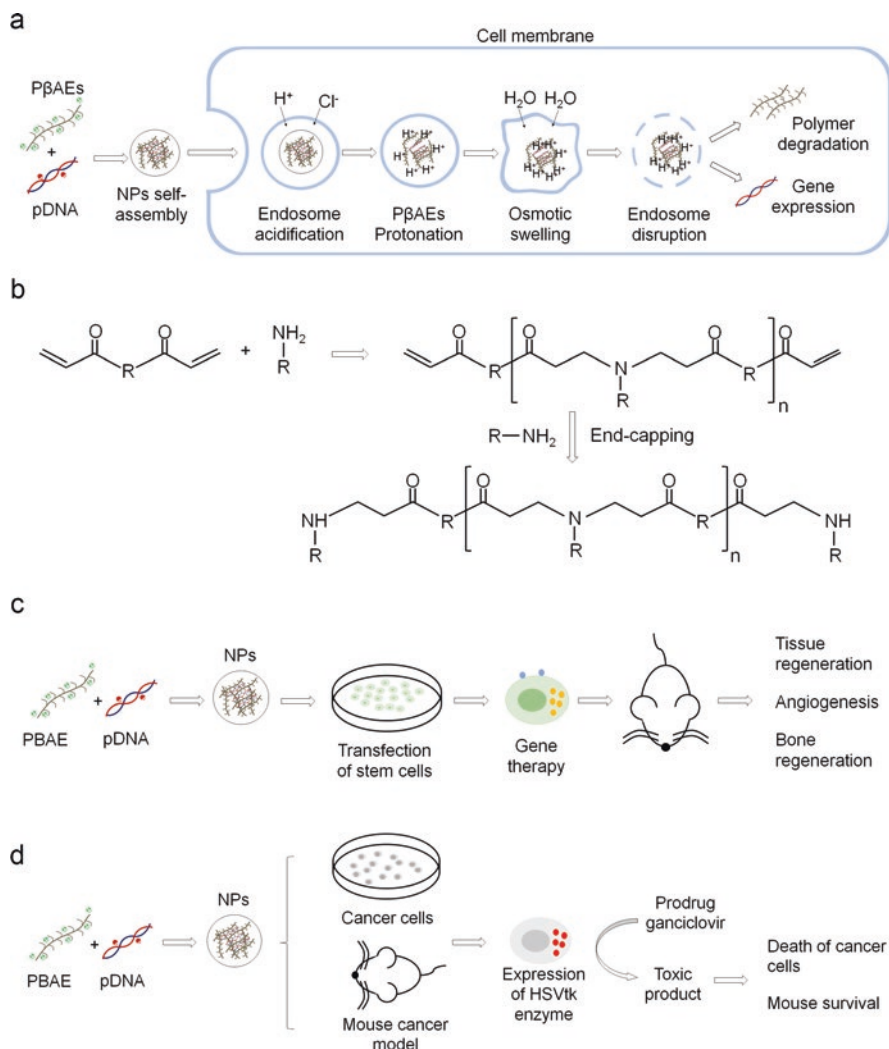 a
Cell membrane
PβAEs
+
pDNA
NPs self-
assembly
H⁺
Cl⁻
Endosome
acidification
H⁺ H⁺
H⁺ H⁺
H⁺ H⁺
PβAEs
Protonation
H₂O H₂O
Osmotic
swelling
Endosome
disruption
Polymer
degradation
Gene
expression
b
O O
R
+
NH₂
R
O O O O
R N R
R
n
R—NH₂
End-capping
O O O O
NH R N R NH
R R R
n
c
PBAE
+
pDNA
NPs
Transfection
of stem cells
Gene
therapy
Tissue
regeneration
Angiogenesis
Bone
regeneration
d
PBAE
+
pDNA
NPs
Cancer cells
Mouse cancer
model
Expression
of HSVtk
enzyme
Prodrug
ganciclovir
Toxic
product
Death of cancer
cells
Mouse survival